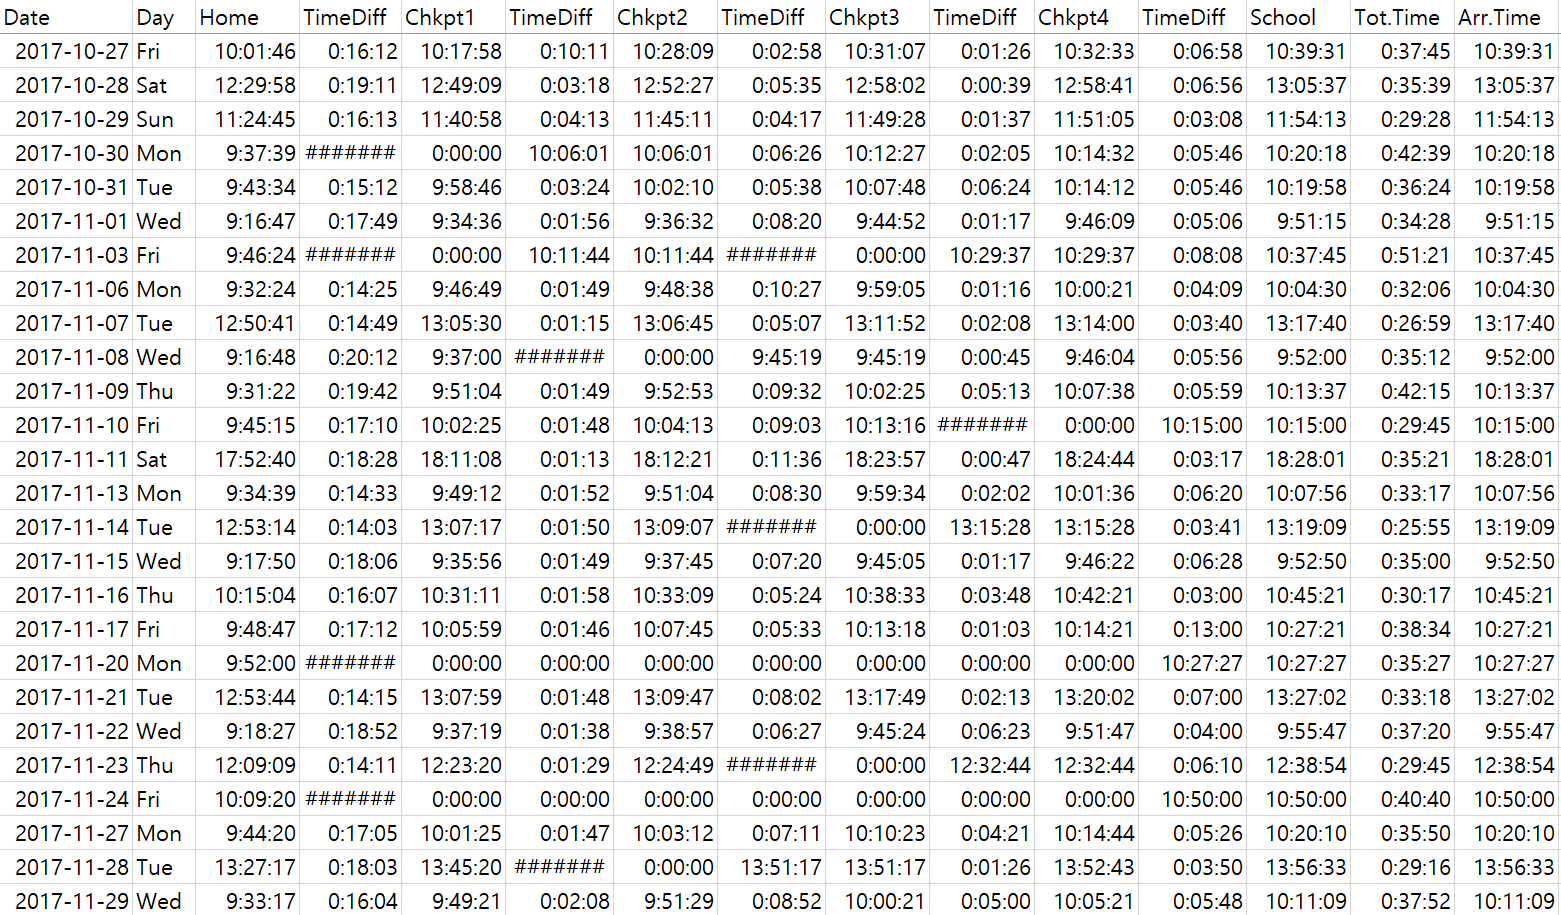 Date Day Home TimeDiff Chkpt1 TimeDiff Chkpt2 TimeDiff Chkpt3 TimeDiff Chkpt4 TimeDiff School Tot.Time Arr.Time
2017-10-27 Fri 10:01:46 0:16:12 10:17:58 0:10:11 10:28:09 0:02:58 10:31:07 0:01:26 10:32:33 0:06:58 10:39:31 0:37:45 10:39:31
2017-10-28 Sat 12:29:58 0:19:11 12:49:09 0:03:18 12:52:27 0:05:35 12:58:02 0:00:39 12:58:41 0:06:56 13:05:37 0:35:39 13:05:37
2017-10-29 Sun 11:24:45 0:16:13 11:40:58 0:04:13 11:45:11 0:04:17 11:49:28 0:01:37 11:51:05 0:03:08 11:54:13 0:29:28 11:54:13
2017-10-30 Mon 9:37:39 ####### 0:00:00 10:06:01 10:06:01 0:06:26 10:12:27 0:02:05 10:14:32 0:05:46 10:20:18 0:42:39 10:20:18
2017-10-31 Tue 9:43:34 0:15:12 9:58:46 0:03:24 10:02:10 0:05:38 10:07:48 0:06:24 10:14:12 0:05:46 10:19:58 0:36:24 10:19:58
2017-11-01 Wed 9:16:47 0:17:49 9:34:36 0:01:56 9:36:32 0:08:20 9:44:52 0:01:17 9:46:09 0:05:06 9:51:15 0:34:28 9:51:15
2017-11-03 Fri 9:46:24 ####### 0:00:00 10:11:44 10:11:44 ####### 0:00:00 10:29:37 10:29:37 0:08:08 10:37:45 0:51:21 10:37:45
2017-11-06 Mon 9:32:24 0:14:25 9:46:49 0:01:49 9:48:38 0:10:27 9:59:05 0:01:16 10:00:21 0:04:09 10:04:30 0:32:06 10:04:30
2017-11-07 Tue 12:50:41 0:14:49 13:05:30 0:01:15 13:06:45 0:05:07 13:11:52 0:02:08 13:14:00 0:03:40 13:17:40 0:26:59 13:17:40
2017-11-08 Wed 9:16:48 0:20:12 9:37:00 ####### 0:00:00 9:45:19 9:45:19 0:00:45 9:46:04 0:05:56 9:52:00 0:35:12 9:52:00
2017-11-09 Thu 9:31:22 0:19:42 9:51:04 0:01:49 9:52:53 0:09:32 10:02:25 0:05:13 10:07:38 0:05:59 10:13:37 0:42:15 10:13:37
2017-11-10 Fri 9:45:15 0:17:10 10:02:25 0:01:48 10:04:13 0:09:03 10:13:16 ####### 0:00:00 10:15:00 10:15:00 0:29:45 10:15:00
2017-11-11 Sat 17:52:40 0:18:28 18:11:08 0:01:13 18:12:21 0:11:36 18:23:57 0:00:47 18:24:44 0:03:17 18:28:01 0:35:21 18:28:01
2017-11-13 Mon 9:34:39 0:14:33 9:49:12 0:01:52 9:51:04 0:08:30 9:59:34 0:02:02 10:01:36 0:06:20 10:07:56 0:33:17 10:07:56
2017-11-14 Tue 12:53:14 0:14:03 13:07:17 0:01:50 13:09:07 ####### 0:00:00 13:15:28 13:15:28 0:03:41 13:19:09 0:25:55 13:19:09
2017-11-15 Wed 9:17:50 0:18:06 9:35:56 0:01:49 9:37:45 0:07:20 9:45:05 0:01:17 9:46:22 0:06:28 9:52:50 0:35:00 9:52:50
2017-11-16 Thu 10:15:04 0:16:07 10:31:11 0:01:58 10:33:09 0:05:24 10:38:33 0:03:48 10:42:21 0:03:00 10:45:21 0:30:17 10:45:21
2017-11-17 Fri 9:48:47 0:17:12 10:05:59 0:01:46 10:07:45 0:05:33 10:13:18 0:01:03 10:14:21 0:13:00 10:27:21 0:38:34 10:27:21
2017-11-20 Mon 9:52:00 ####### 0:00:00 0:00:00 0:00:00 0:00:00 0:00:00 0:00:00 0:00:00 10:27:27 10:27:27 0:35:27 10:27:27
2017-11-21 Tue 12:53:44 0:14:15 13:07:59 0:01:48 13:09:47 0:08:02 13:17:49 0:02:13 13:20:02 0:07:00 13:27:02 0:33:18 13:27:02
2017-11-22 Wed 9:18:27 0:18:52 9:37:19 0:01:38 9:38:57 0:06:27 9:45:24 0:06:23 9:51:47 0:04:00 9:55:47 0:37:20 9:55:47
2017-11-23 Thu 12:09:09 0:14:11 12:23:20 0:01:29 12:24:49 ####### 0:00:00 12:32:44 12:32:44 0:06:10 12:38:54 0:29:45 12:38:54
2017-11-24 Fri 10:09:20 ####### 0:00:00 0:00:00 0:00:00 0:00:00 0:00:00 0:00:00 0:00:00 10:50:00 10:50:00 0:40:40 10:50:00
2017-11-27 Mon 9:44:20 0:17:05 10:01:25 0:01:47 10:03:12 0:07:11 10:10:23 0:04:21 10:14:44 0:05:26 10:20:10 0:35:50 10:20:10
2017-11-28 Tue 13:27:17 0:18:03 13:45:20 ####### 0:00:00 13:51:17 13:51:17 0:01:26 13:52:43 0:03:50 13:56:33 0:29:16 13:56:33
2017-11-29 Wed 9:33:17 0:16:04 9:49:21 0:02:08 9:51:29 0:08:52 10:00:21 0:05:00 10:05:21 0:05:48 10:11:09 0:37:52 10:11:09